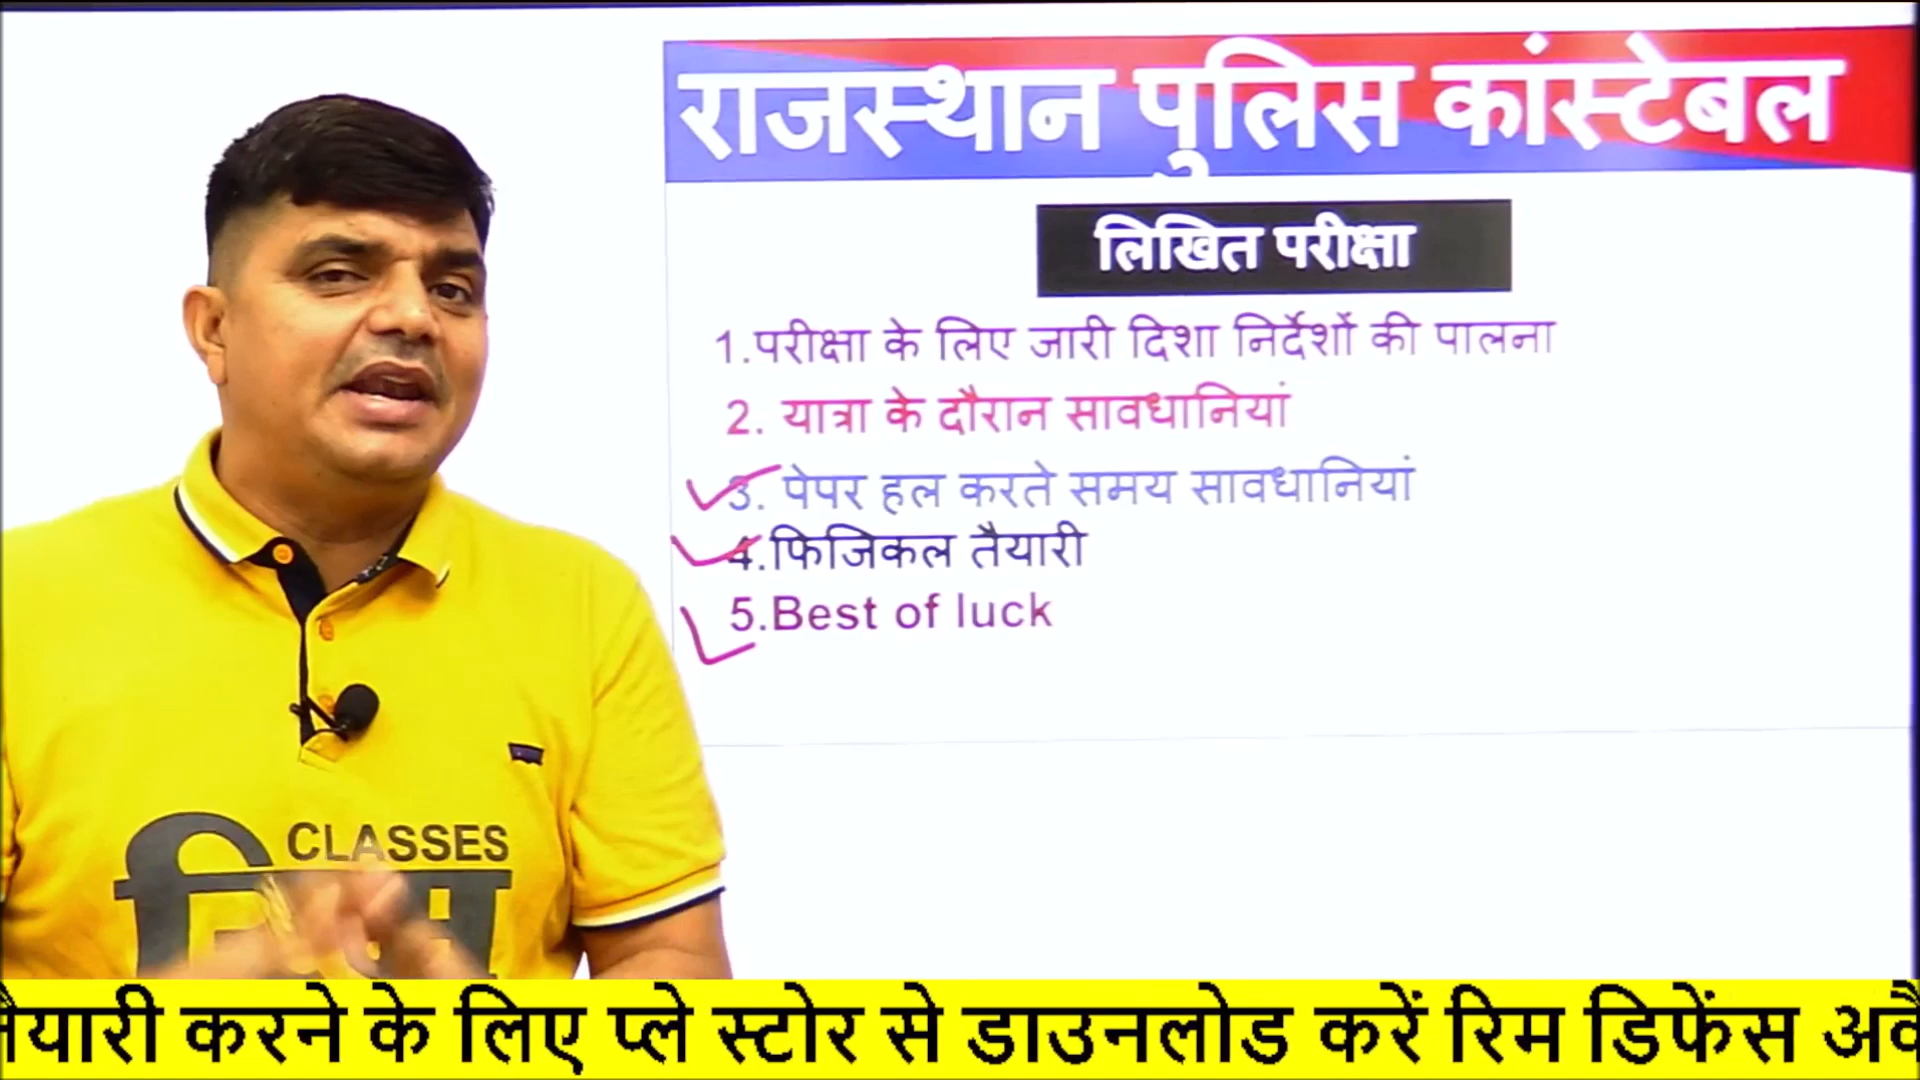 राजस्थान पुलिस कांस्टेबल
लिखित परीक्षा
1.परीक्षा के लिए जारी दिशा निर्देशों की पालना
2. यात्रा के दौरान सावधानियां
3. पेपर हल करते समय सावधानियां
4.फिजिकल तैयारी
5.Best of luck
CLASSES
करने के लिए प्ले स्टोर से डाउनलोड करें रिम डिफेंस